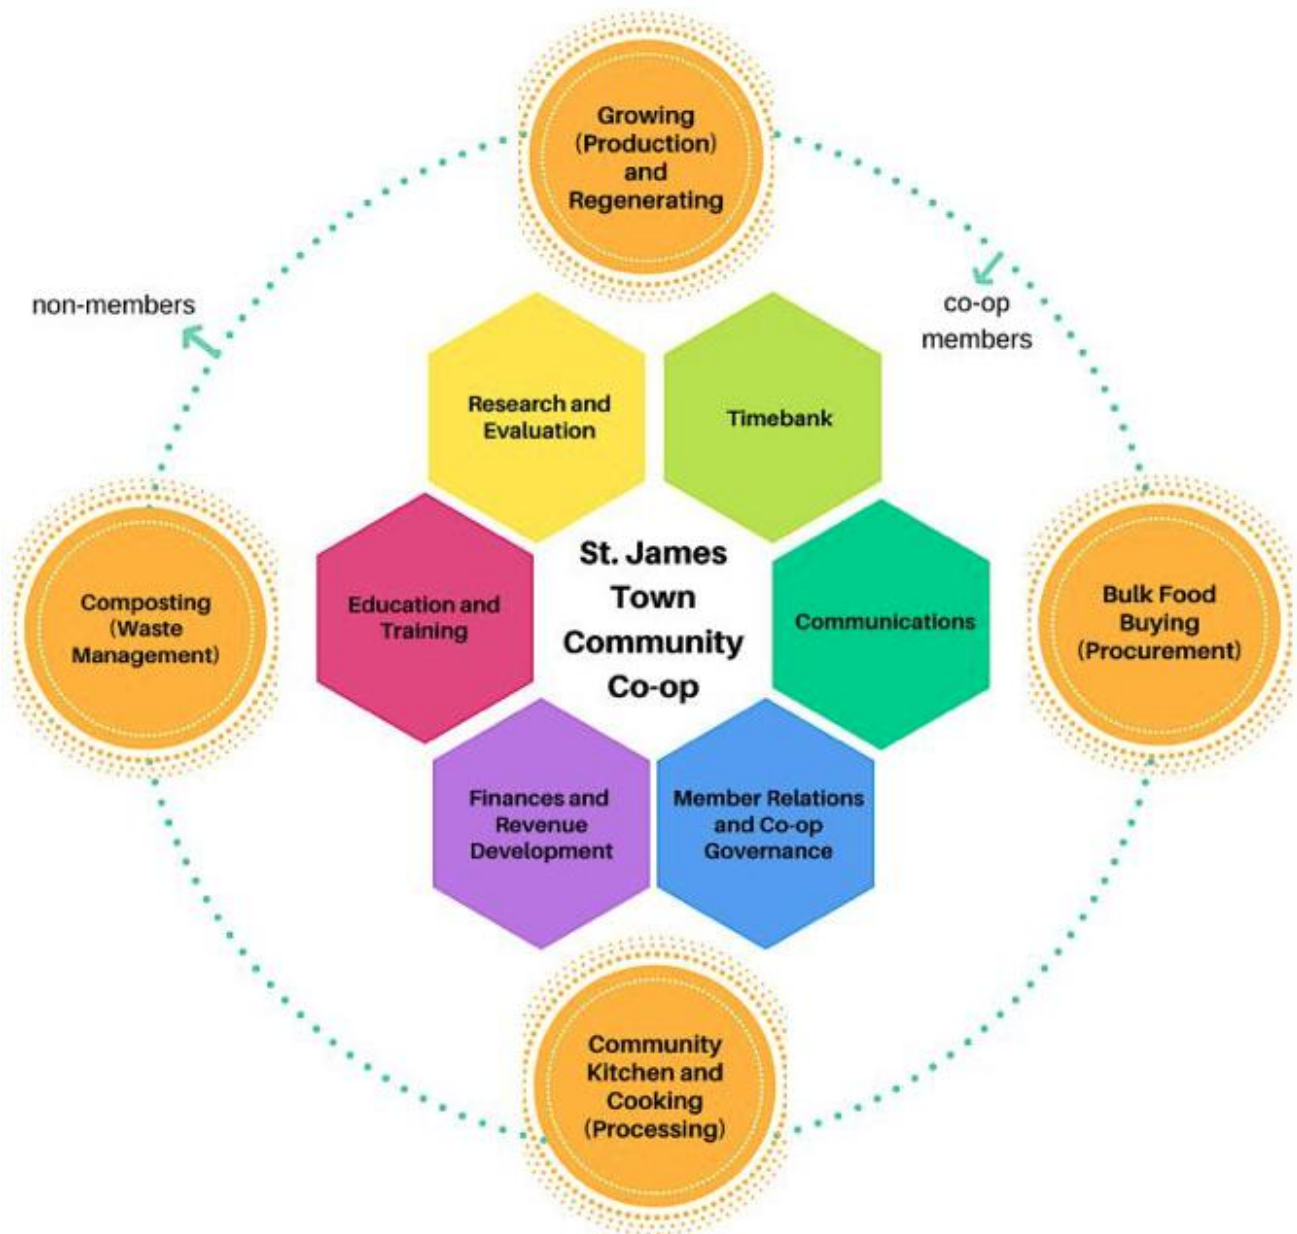 Growing
(Production)
and
Regenerating
non-members
co-op
members
Research and
Evaluation
Timebank
St. James
Town
Community
Co-op
Education and
Training
Communications
Composting
(Waste
Management)
Bulk Food
Buying
(Procurement)
Finances and
Revenue
Development
Member Relations
and Co-op
Governance
Community
Kitchen and
Cooking
(Processing)